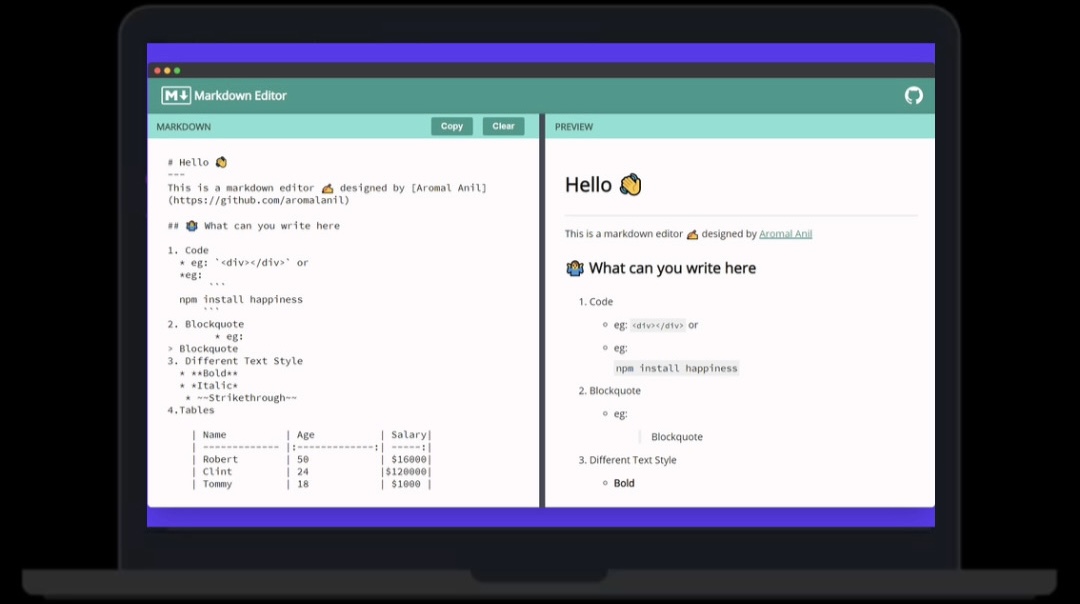 M↓ Markdown Editor
MARKDOWN Copy Clear
# Hello 👏
---
This is a markdown editor ✍️ designed by [Aromal Anil]
(https://github.com/aromalanil)
## 🤷‍♂️ What can you write here
1. Code
* eg: `<div></div>` or
*eg:
```
npm install happiness
```
2. Blockquote
* eg:
> Blockquote
3. Different Text Style
* **Bold**
* *Italic*
* ~~Strikethrough~~
4.Tables
| Name | Age | Salary|
| ------------- |:-------------:| -----:|
| Robert | 50 | $16000|
| Clint | 24 |$120000|
| Tommy | 18 | $1000 |
PREVIEW
Hello 👏
This is a markdown editor ✍️ designed by Aromal Anil
🤷‍♂️ What can you write here
1. Code
eg: <div></div> or
eg:
npm install happiness
2. Blockquote
eg:
Blockquote
3. Different Text Style
Bold